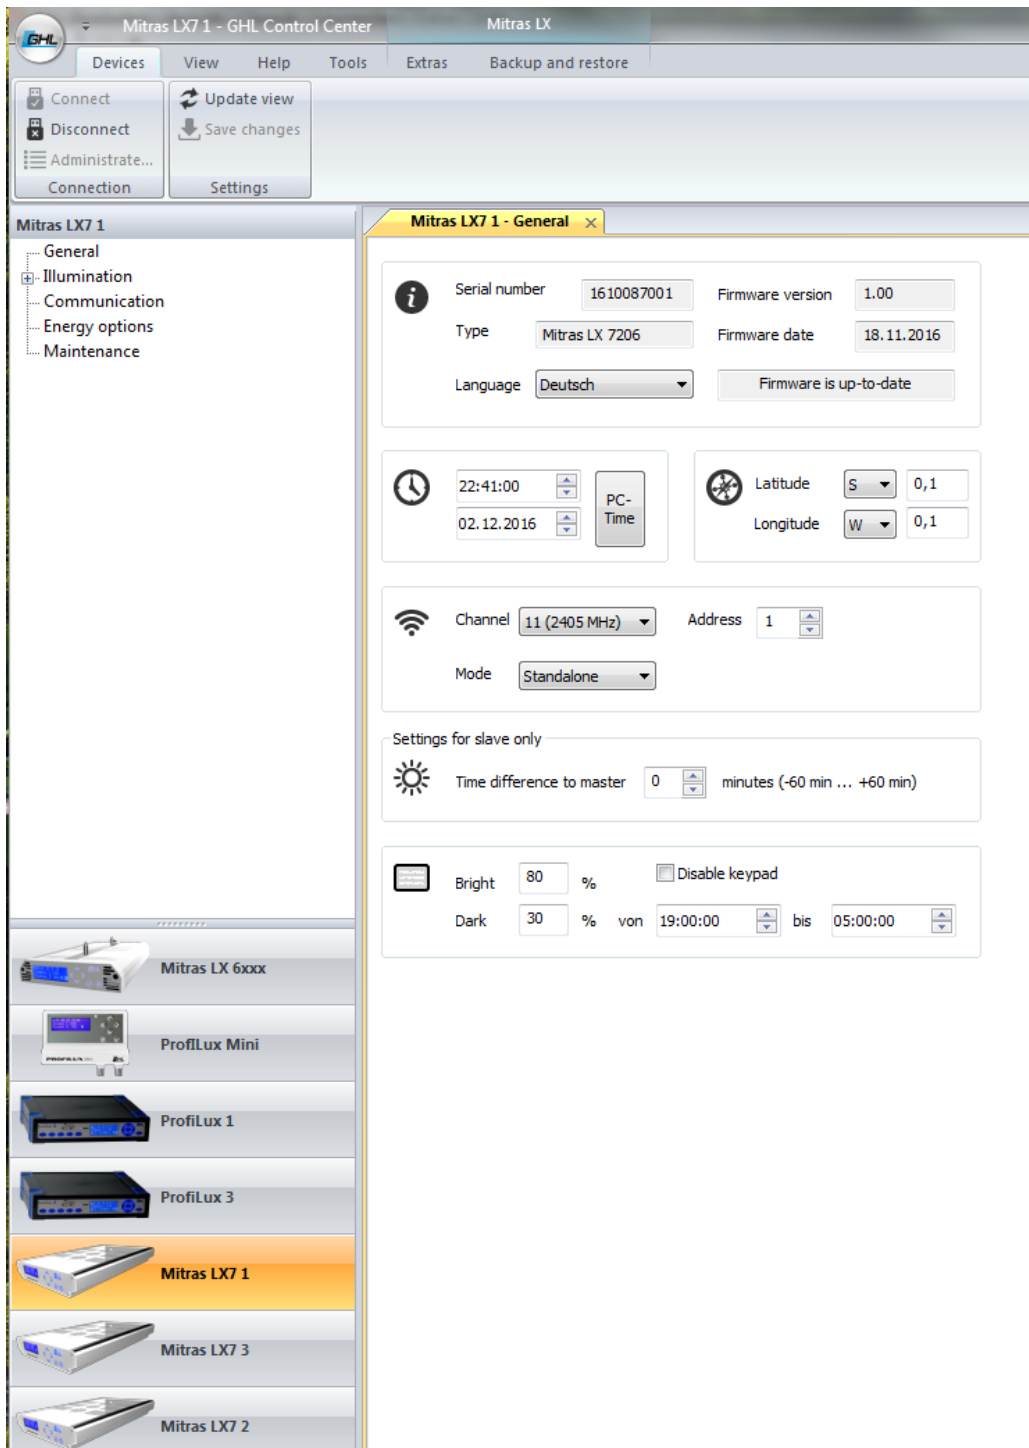 GHL
Mitras LX7 1 - GHL Control Center
Mitras LX
Devices View Help Tools Extras Backup and restore
Connect
Disconnect
Administrate...
Connection
Update view
Save changes
Settings
Mitras LX7 1
General
Illumination
Communication
Energy options
Maintenance
Mitras LX 6xxx
ProfILux Mini
ProfiLux 1
ProfiLux 3
Mitras LX7 1
Mitras LX7 3
Mitras LX7 2
Mitras LX7 1 - General
Serial number 1610087001 Firmware version 1.00
Type Mitras LX 7206 Firmware date 18.11.2016
Language Deutsch Firmware is up-to-date
22:41:00
02.12.2016
PC-
Time
Latitude S 0,1
Longitude W 0,1
Channel 11 (2405 MHz) Address 1
Mode Standalone
Settings for slave only
Time difference to master 0 minutes (-60 min ... +60 min)
Bright 80 % Disable keypad
Dark 30 % von 19:00:00 bis 05:00:00